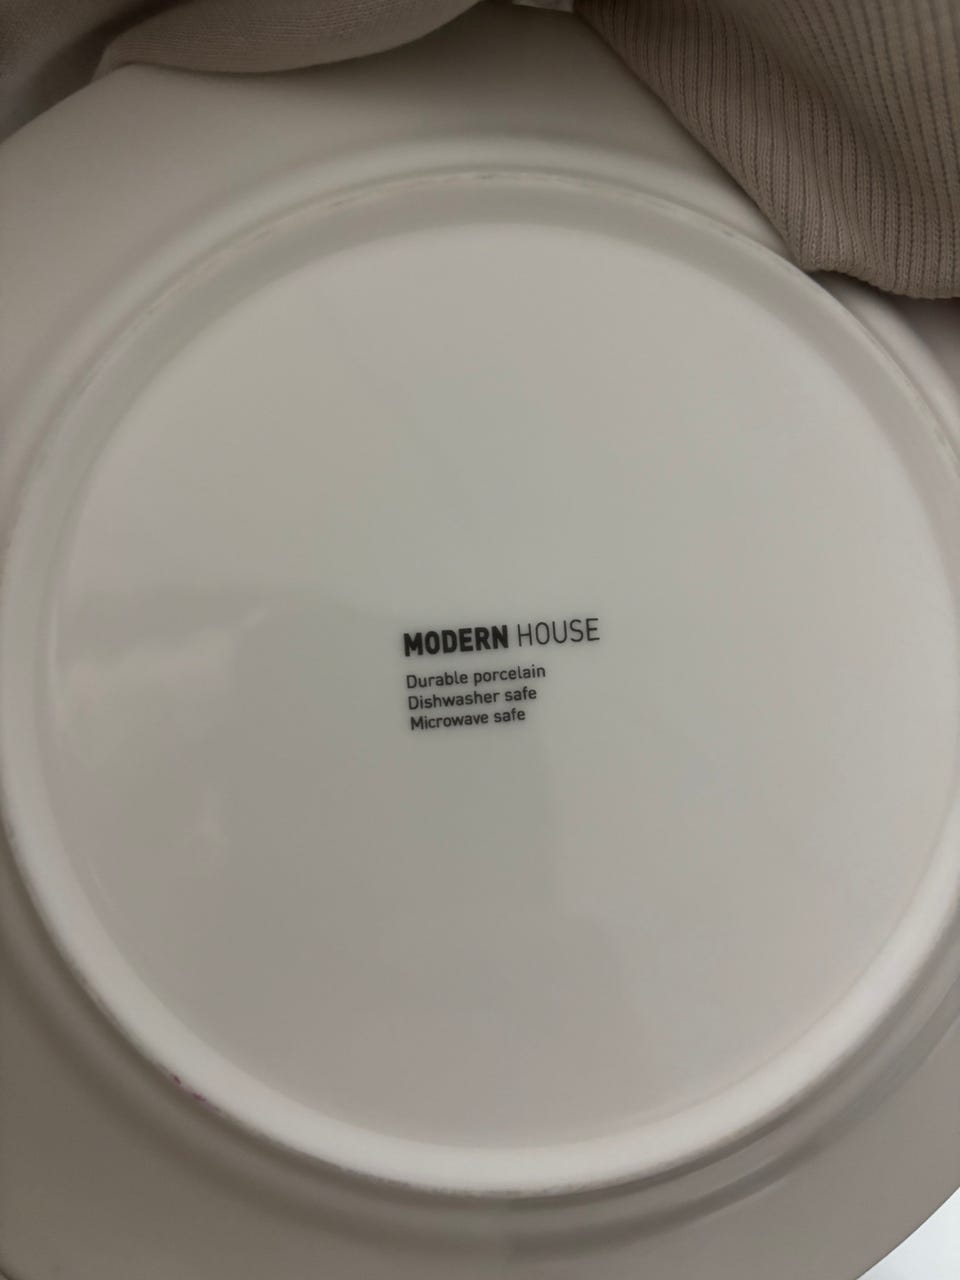 MODERN HOUSE
Durable porcelain
Dishwasher safe
Microwave safe